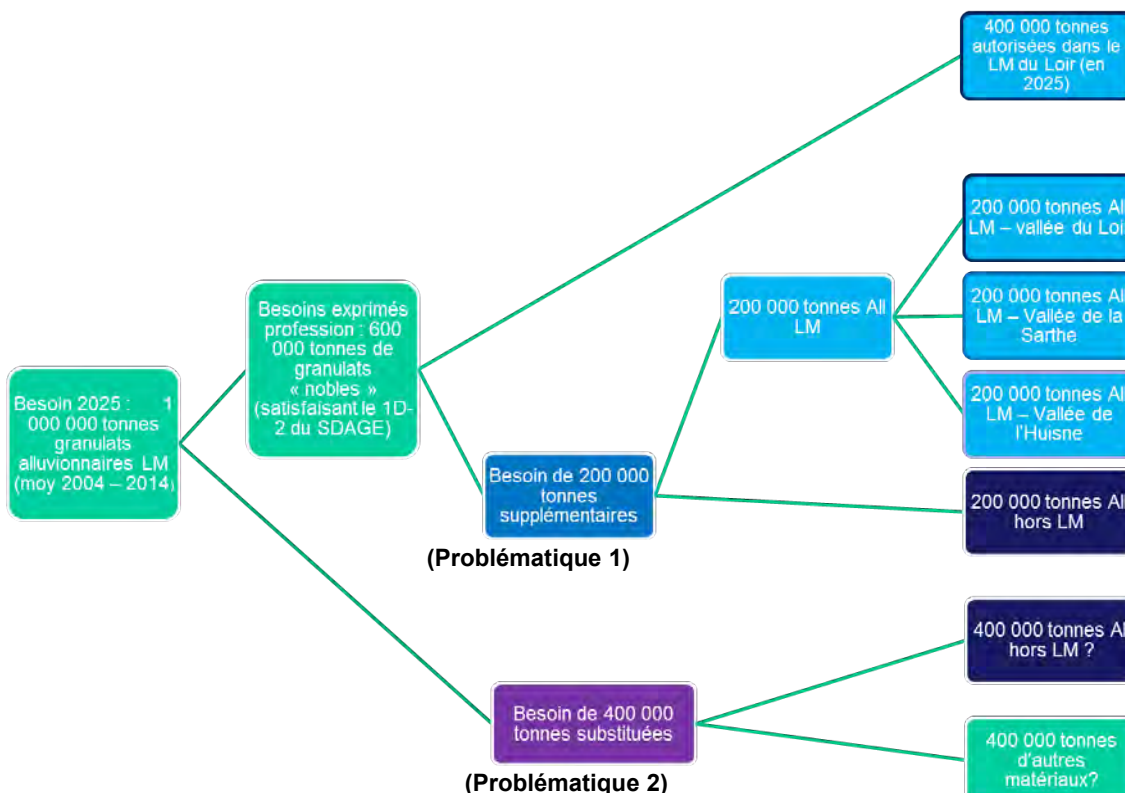 Besoin 2025 : 1
000 000 tonnes
granulats
alluvionnaires LM
(moy 2004 – 2014)
Besoins exprimés
profession : 600
000 tonnes de
granulats
« nobles »
(satisfaisant le 1D-
2 du SDAGE)
400 000 tonnes
autorisées dans le
LM du Loir (en
2025)
Besoin de 200 000
tonnes
supplémentaires
(Problématique 1)
200 000 tonnes All
LM
200 000 tonnes All
LM – vallée du Loir
200 000 tonnes All
LM – Vallée de la
Sarthe
200 000 tonnes All
LM – Vallée de
l'Huisne
200 000 tonnes All
hors LM
Besoin de 400 000
tonnes substituées
(Problématique 2)
400 000 tonnes All
hors LM ?
400 000 tonnes
d'autres
matériaux?